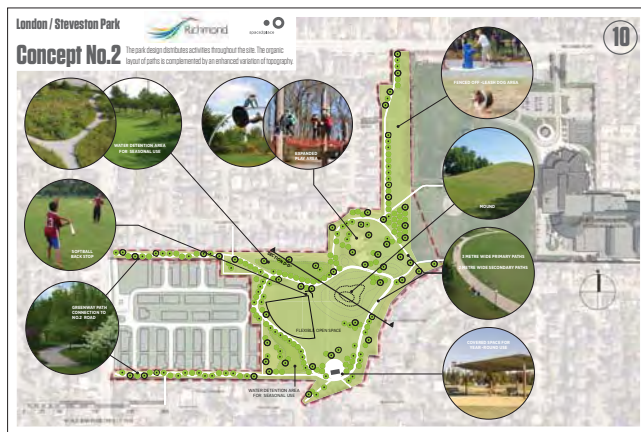 London / Steveston Park
Richmond
space2place
10
Concept No.2
The park design distributes activities throughout the site. The organic
layout of paths is complemented by an enhanced variation of topography.
WATER DETENTION AREA
FOR SEASONAL USE
EXPANDED
PLAY AREA
FENCED OFF-LEASH DOG AREA
MOUND
SOFTBALL
BACK STOP
3 METRE WIDE PRIMARY PATHS
2 METRE WIDE SECONDARY PATHS
GREENWAY PATH
CONNECTION TO
NO.2 ROAD
FLEXIBLE OPEN SPACE
COVERED SPACE FOR
YEAR-ROUND USE
WATER DETENTION AREA
FOR SEASONAL USE